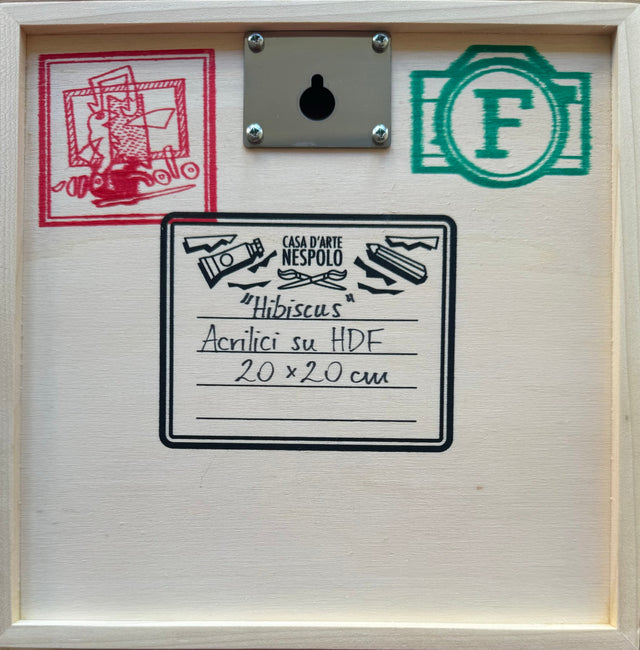 F
CASA D'ARTE
NESPOLO
"Hibiscus"
Acrilici su HDF
20 x 20 cm